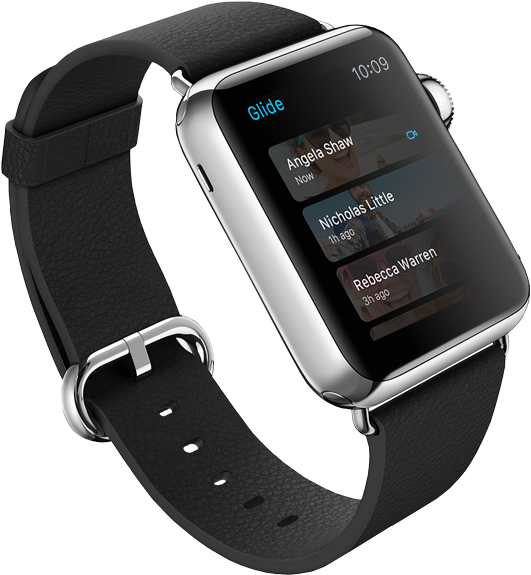 Glide
10:09
Angela Shaw
Now
Nicholas Little
1h ago
Rebecca Warren
3h ago